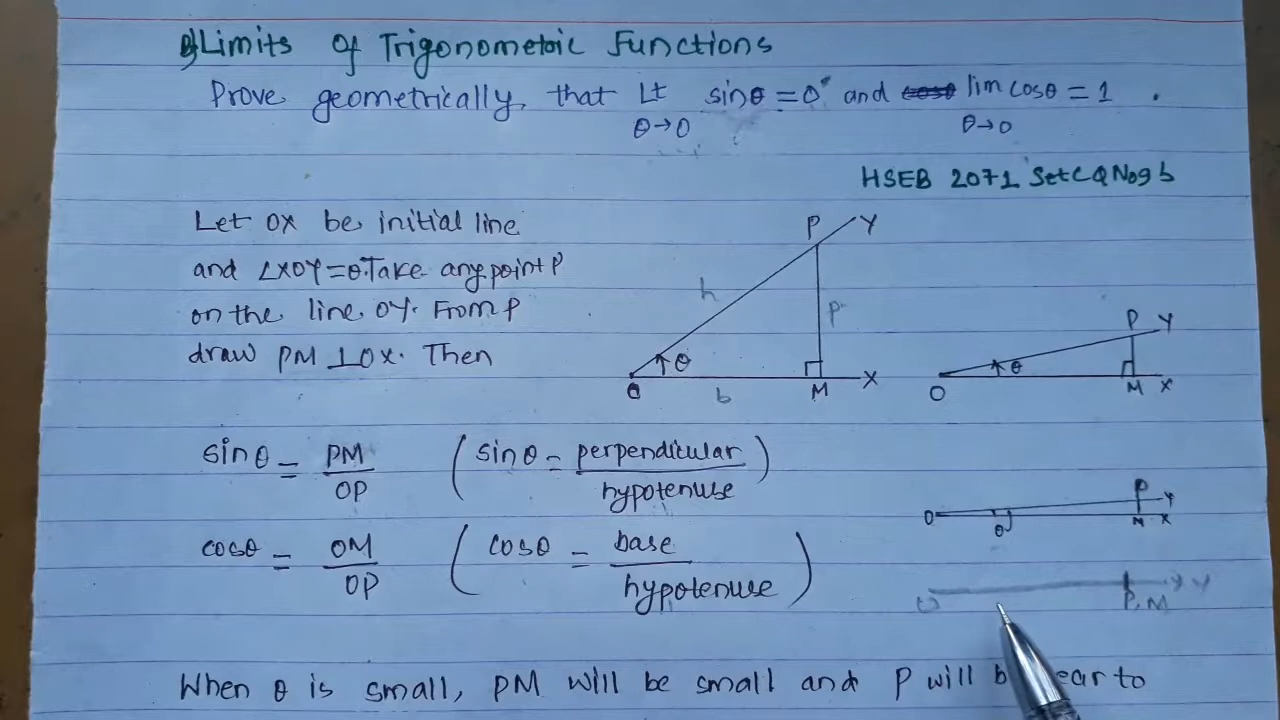 Limits of Trigonometric Functions
Prove geometrically, that Lt sinθ = 0 and lim cosθ = 1 .
θ→0 θ→0
HSEB 2071 Set C Q No 9 b
Let OX be initial line
and ∠XOY = θ. Take any point P
on the line OY. From P
draw PM ⊥ OX. Then
P Y
h
P
θ
O b M X
P Y
θ
O M X
sinθ = PM/OP (sinθ = perpendicular/hypotenuse)
P Y
O θ M X
cosθ = OM/OP (cosθ = base/hypotenuse)
Y
O P, M
When θ is small, PM will be small and P will near to